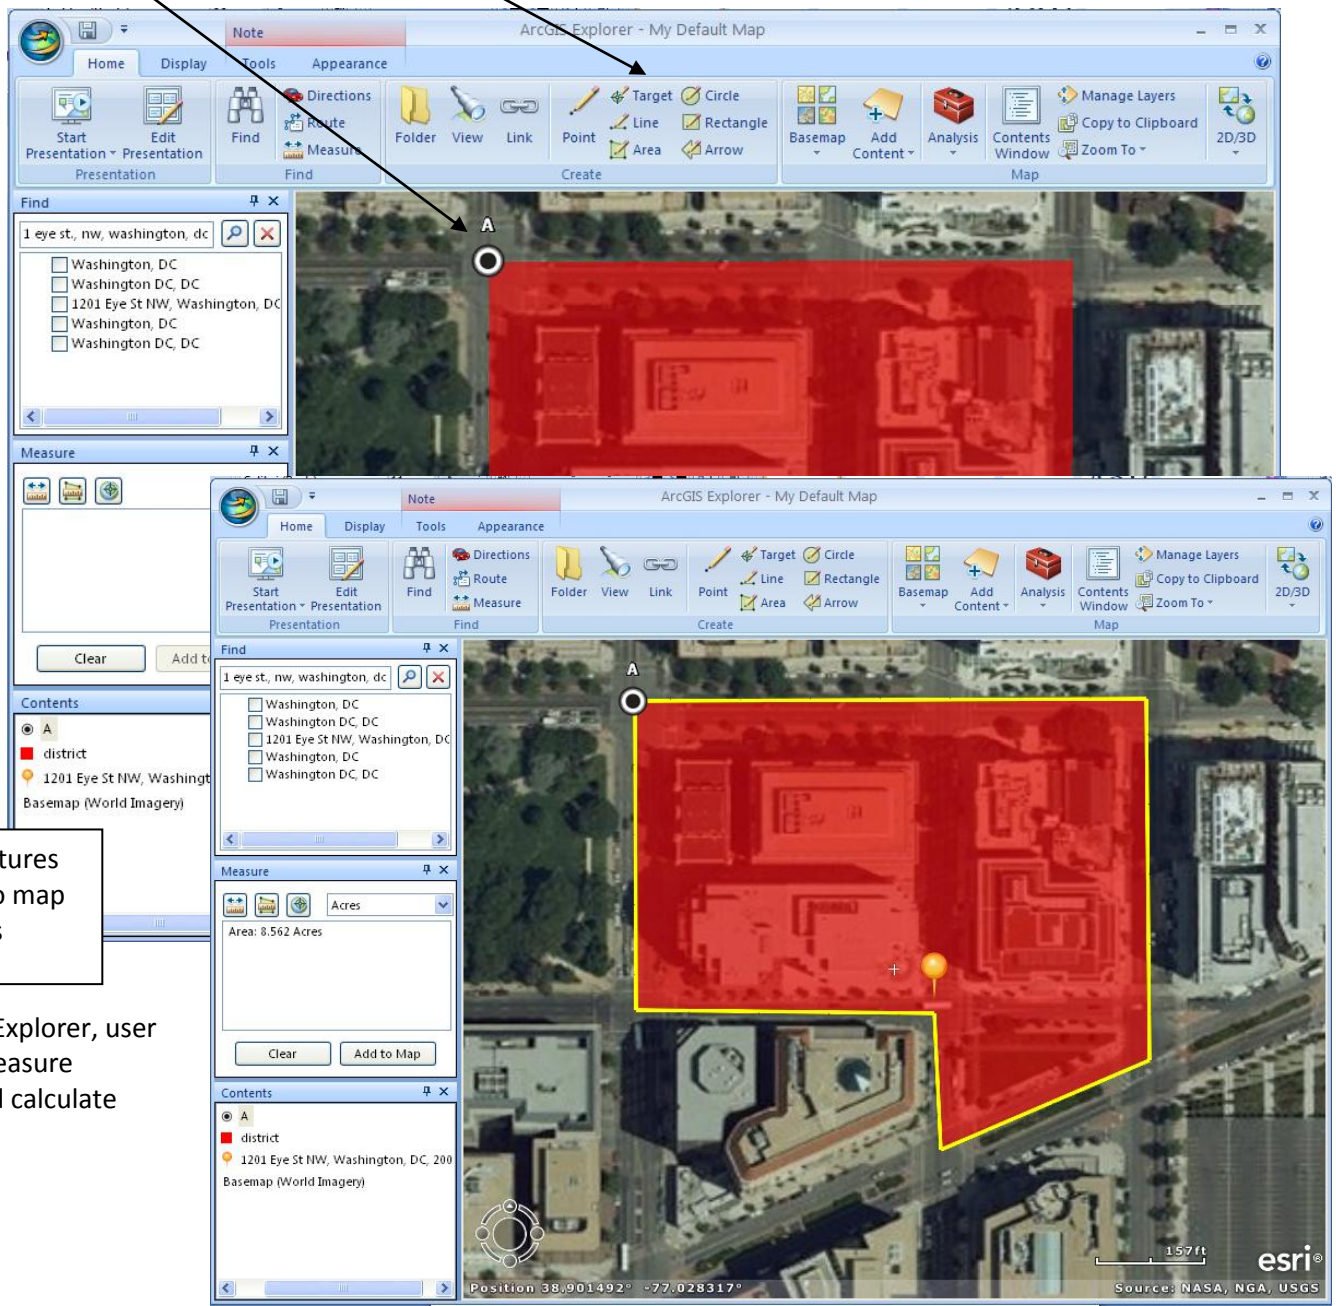 Note
ArcGIS Explorer - My Default Map
Home Display Tools Appearance
Start Presentation
Edit Presentation
Presentation
Find
Directions
Route
Measure
Find
Folder
View
Link
Point
Target
Line
Area
Circle
Rectangle
Arrow
Create
Basemap
Add Content
Analysis
Contents Window
Manage Layers
Copy to Clipboard
Zoom To
Map
2D/3D
Find
1 eye st., nw, washington, dc
Washington, DC
Washington DC, DC
1201 Eye St NW, Washington, DC
Washington, DC
Washington DC, DC
A
Measure
Clear
Add t
Contents
A
district
1201 Eye St NW, Washingt
Basemap (World Imagery)
tures
o map
s
Explorer, user
easure
l calculate
Note
ArcGIS Explorer - My Default Map
Home Display Tools Appearance
Start Presentation
Edit Presentation
Presentation
Find
Directions
Route
Measure
Find
Folder
View
Link
Point
Target
Line
Area
Circle
Rectangle
Arrow
Create
Basemap
Add Content
Analysis
Contents Window
Manage Layers
Copy to Clipboard
Zoom To
Map
2D/3D
Find
1 eye st., nw, washington, dc
Washington, DC
Washington DC, DC
1201 Eye St NW, Washington, DC
Washington, DC
Washington DC, DC
Measure
Acres
Area: 8.562 Acres
Clear
Add to Map
Contents
A
district
1201 Eye St NW, Washington, DC, 200
Basemap (World Imagery)
A
157ft
esri
Position 38.901492° -77.028317°
Source: NASA, NGA, USGS